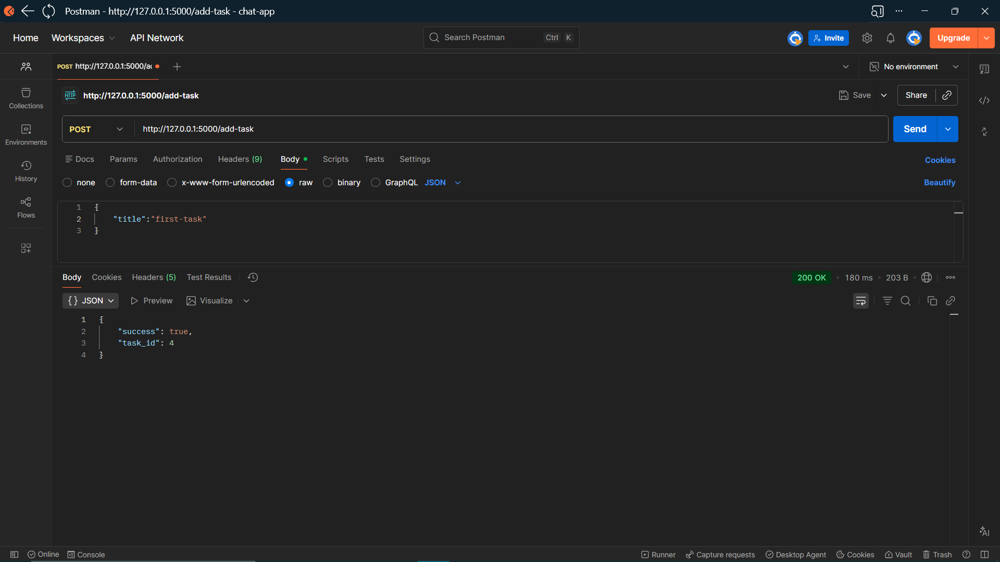 Postman - http://127.0.0.1:5000/add-task - chat-app
Home Workspaces API Network Search Postman Ctrl K Invite Upgrade
POST http://127.0.0.1:5000/a No environment
HTTP http://127.0.0.1:5000/add-task Save Share
Collections
POST http://127.0.0.1:5000/add-task Send
Environments
Docs Params Authorization Headers (9) Body Scripts Tests Settings Cookies
History
none form-data x-www-form-urlencoded raw binary GraphQL JSON Beautify
Flows
1 {
2 "title":"first-task"
3 }
Body Cookies Headers (5) Test Results 200 OK • 180 ms • 203 B
{} JSON Preview Visualize
1 {
2 "success": true,
3 "task_id": 4
4 }
AI
Online Console Runner Capture requests Desktop Agent Cookies Vault Trash